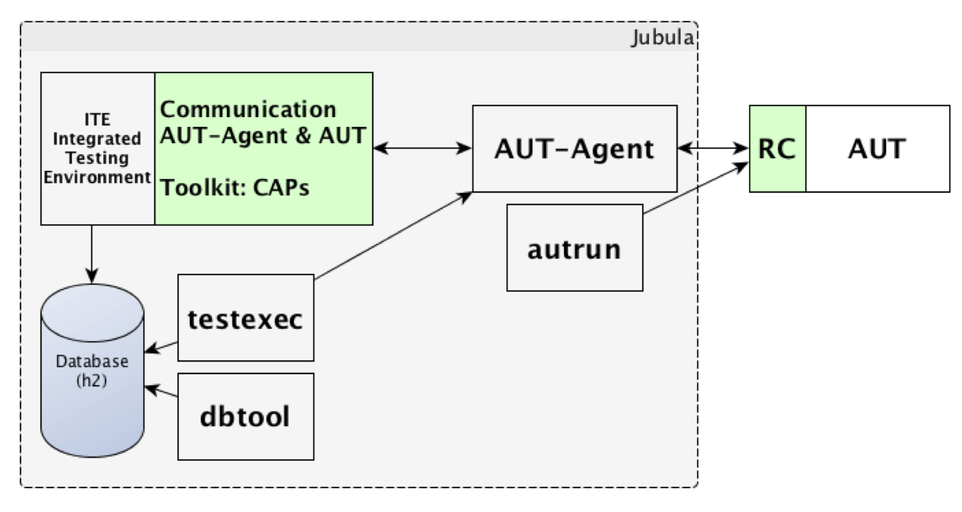 Jubula
ITE
Integrated
Testing
Environment
Communication
AUT-Agent & AUT
Toolkit: CAPs
AUT-Agent
RC
AUT
autrun
testexec
Database
(h2)
dbtool